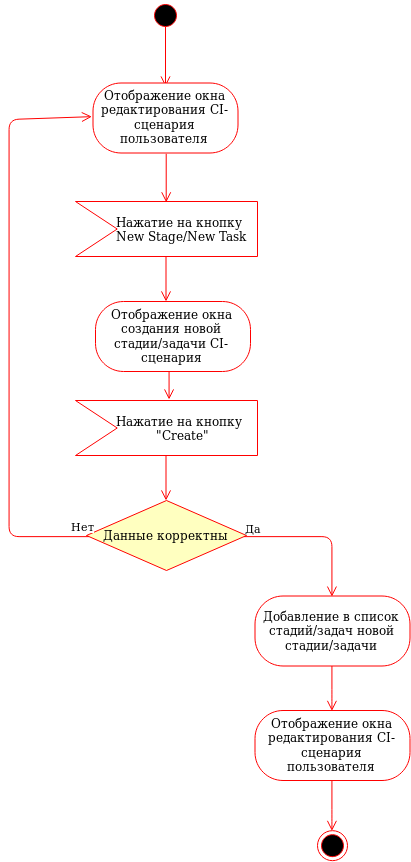 Отображение окна
редактирования CI-
сценария
пользователя
Нажатие на кнопку
New Stage/New Task
Отображение окна
создания новой
стадии/задачи CI-
сценария
Нажатие на кнопку
"Create"
Нет
Данные корректны
Да
Добавление в список
стадий/задач новой
стадии/задачи
Отображение окна
редактирования CI-
сценария
пользователя